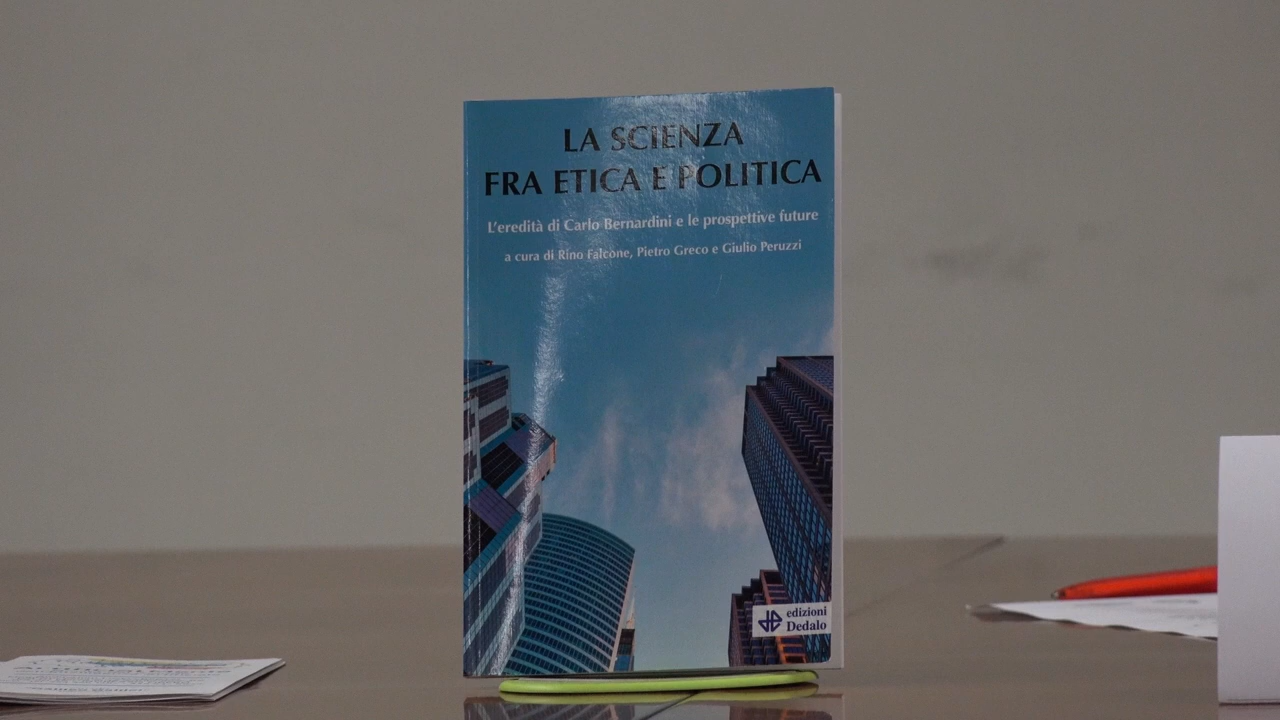 LA SCIENZA
FRA ETICA E POLITICA
L'eredità di Carlo Bernardini e le prospettive future
a cura di Rino Falcone, Pietro Greco e Giulio Peruzzi
edizioni
Dedalo